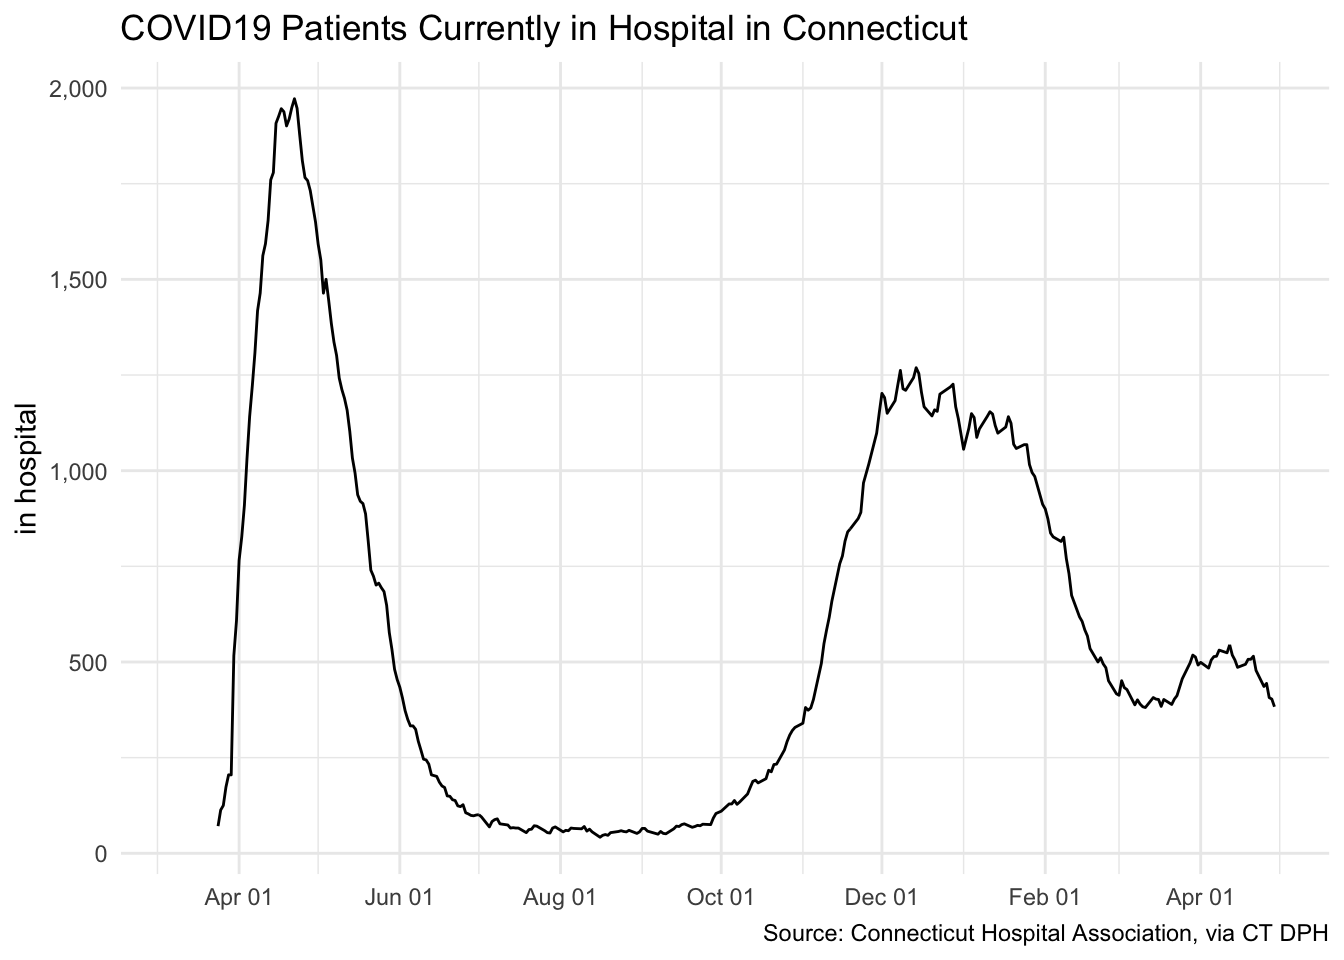 COVID19 Patients Currently in Hospital in Connecticut
2,000
1,500
1,000
500
0
in hospital
Apr 01 Jun 01 Aug 01 Oct 01 Dec 01 Feb 01 Apr 01
Source: Connecticut Hospital Association, via CT DPH